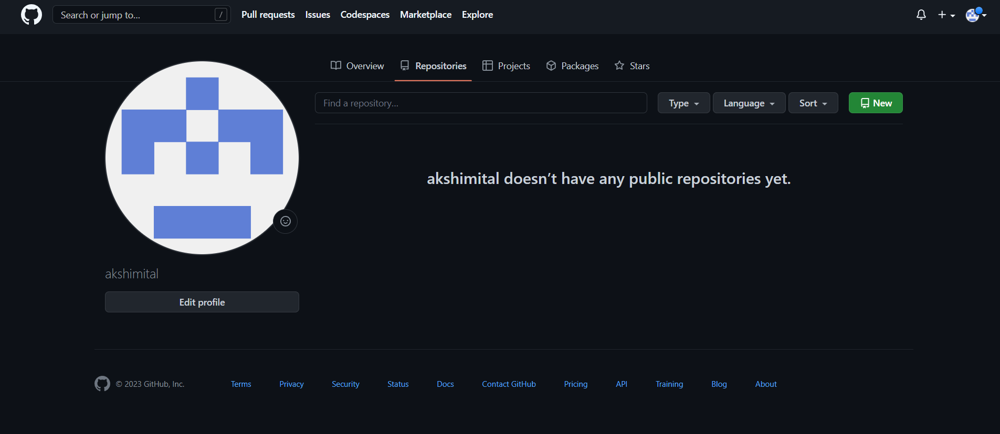 Search or jump to... / Pull requests Issues Codespaces Marketplace Explore
Overview Repositories Projects Packages Stars
Find a repository... Type Language Sort New
akshimital doesn’t have any public repositories yet.
akshimital
Edit profile
© 2023 GitHub, Inc. Terms Privacy Security Status Docs Contact GitHub Pricing API Training Blog About